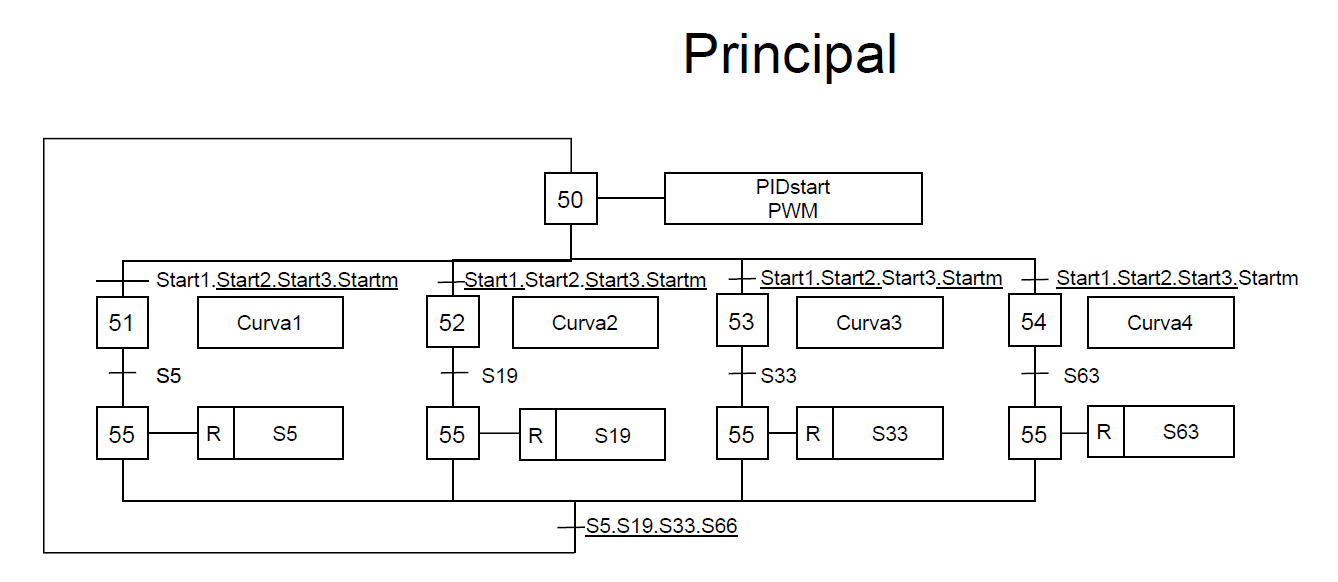 Principal
50
PIDstart
PWM
Start1.Start2.Start3.Startm
Start1.Start2.Start3.Startm
Start1.Start2.Start3.Startm
Start1.Start2.Start3.Startm
51
Curva1
52
Curva2
53
Curva3
54
Curva4
S5
S19
S33
S63
55
R
S5
55
R
S19
55
R
S33
55
R
S63
S5.S19.S33.S66